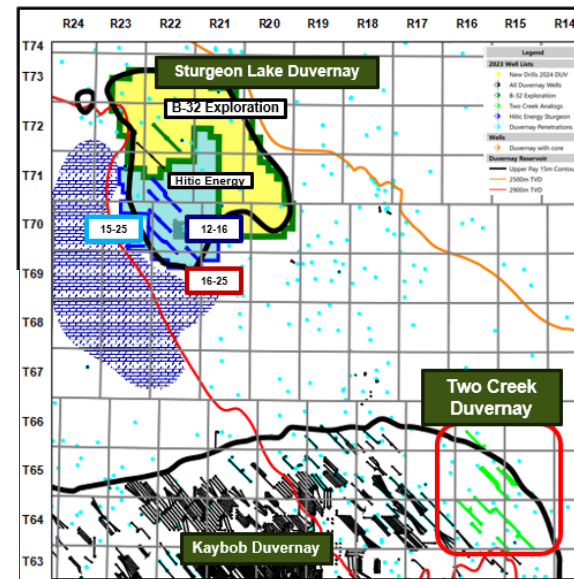 R24 R23 R22 R21 R20 R19 R18 R17 R16 R15 R14
T74
T73
T72
T71
T70
T69
T68
T67
T66
T65
T64
T63
Sturgeon Lake Duvernay
B-32 Exploration
Hitic Energy
15-25
12-16
16-25
Two Creek
Duvernay
Kaybob Duvernay
Legend
2023 Well Lists
New Drills 2024 DUV
All Duvernay Wells
B-32 Exploration
Two Creek Analogs
Hitic Energy Sturgeon
Duvernay Penetrations
Wells
Duvernay with core
Duvernay Reservoir
Upper Pay 15m Contour
2500m TVD
2900m TVD